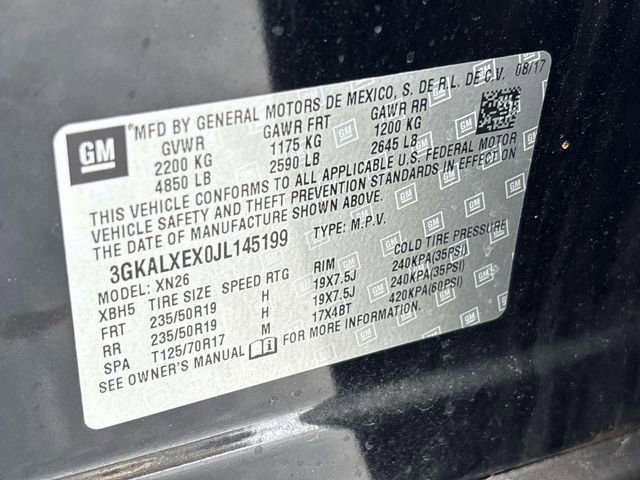 GM
*MFD BY GENERAL MOTORS DE MEXICO, S. DE R.L. DE C.V. 08/17
GVWR GAWR FRT GAWR RR
2200 KG 1175 KG 1200 KG
4850 LB 2590 LB 2645 LB
THIS VEHICLE CONFORMS TO ALL APPLICABLE U.S. FEDERAL MOTOR
VEHICLE SAFETY AND THEFT PREVENTION STANDARDS IN EFFECT ON
THE DATE OF MANUFACTURE SHOWN ABOVE.
3GKALXEX0JL145199 TYPE: M.P.V.
MODEL: XN26
XBH5 TIRE SIZE SPEED RTG RIM COLD TIRE PRESSURE
FRT 235/50R19 H 19X7.5J 240KPA(35PSI)
RR 235/50R19 H 19X7.5J 240KPA(35PSI)
SPA T125/70R17 M 17X4BT 420KPA(60PSI)
SEE OWNER'S MANUAL FOR MORE INFORMATION.